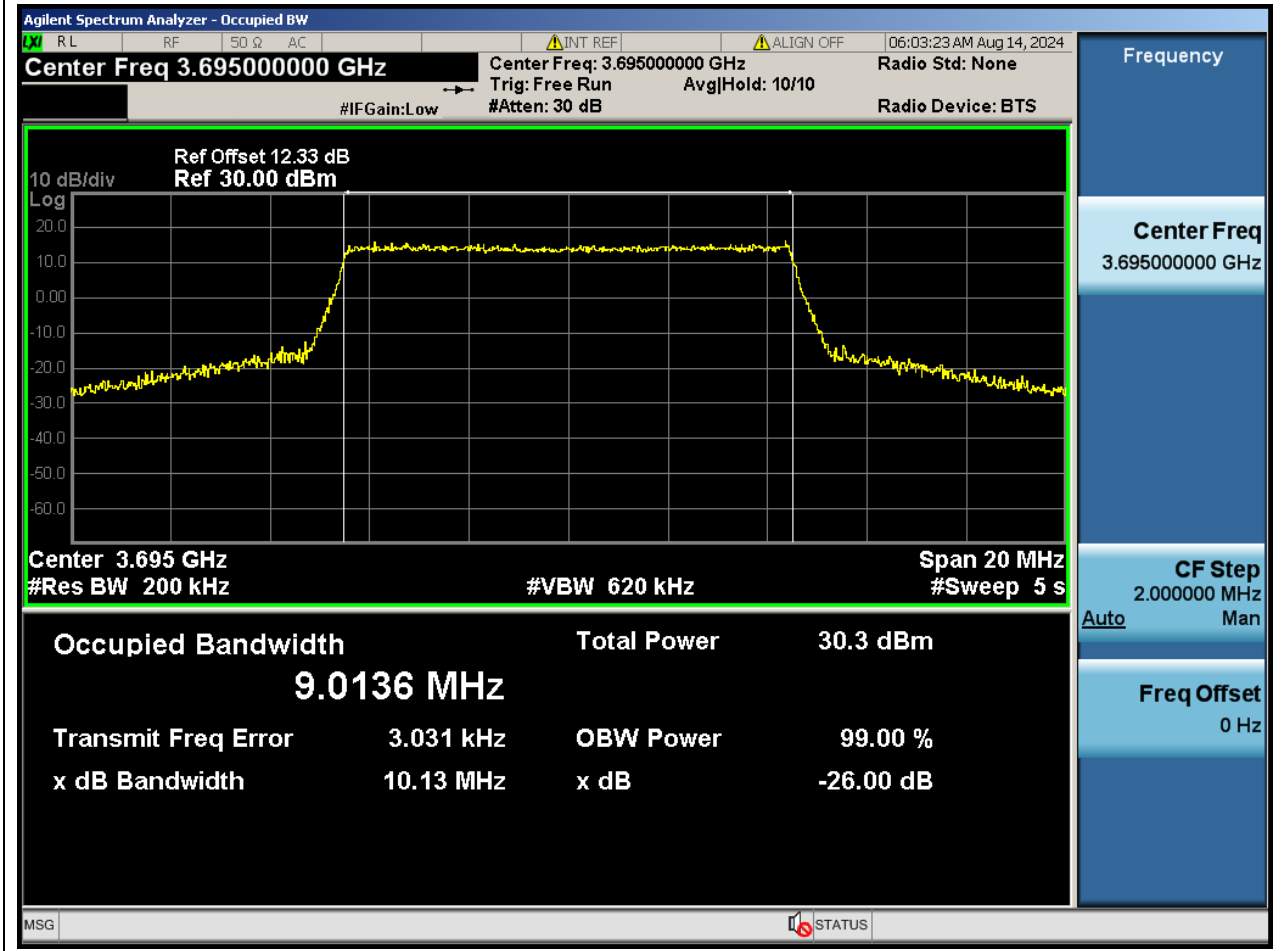 Agilent Spectrum Analyzer - Occupied BW
LXI RL RF 50 Ω AC INT REF ALIGN OFF 06:03:23 AM Aug 14, 2024
Center Freq 3.695000000 GHz
Center Freq: 3.695000000 GHz
Radio Std: None
Trig: Free Run Avg|Hold: 10/10
#IFGain:Low
#Atten: 30 dB
Radio Device: BTS
Ref Offset 12.33 dB
10 dB/div Ref 30.00 dBm
Log
20.0
10.0
0.00
-10.0
-20.0
-30.0
-40.0
-50.0
-60.0
Center 3.695 GHz Span 20 MHz
#Res BW 200 kHz #VBW 620 kHz #Sweep 5 s
Occupied Bandwidth Total Power 30.3 dBm
9.0136 MHz
Transmit Freq Error 3.031 kHz OBW Power 99.00 %
x dB Bandwidth 10.13 MHz x dB -26.00 dB
Frequency
Center Freq
3.695000000 GHz
CF Step
2.000000 MHz
Auto Man
Freq Offset
0 Hz
MSG STATUS